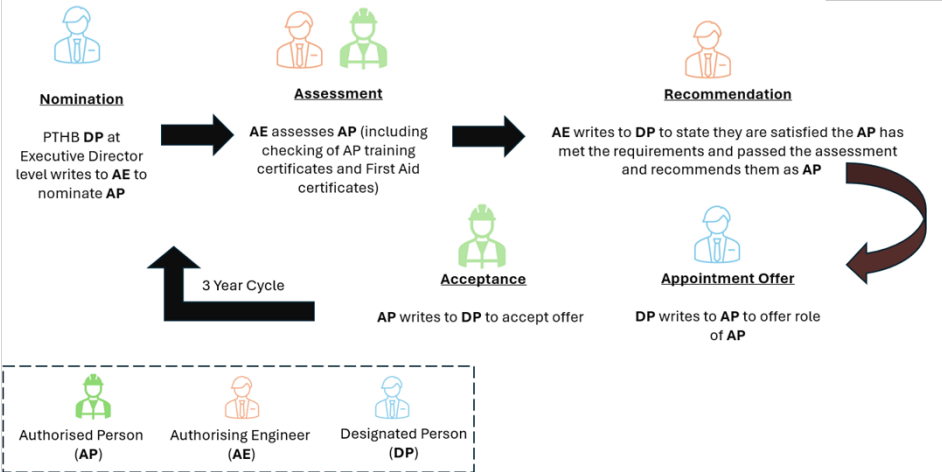 Nomination
PTHB DP at
Executive Director
level writes to AE to
nominate AP
Assessment
AE assesses AP (including
checking of AP training
certificates and First Aid
certificates)
Recommendation
AE writes to DP to state they are satisfied the AP has
met the requirements and passed the assessment
and recommends them as AP
Appointment Offer
DP writes to AP to offer role
of AP
Acceptance
AP writes to DP to accept offer
3 Year Cycle
Authorised Person
(AP)
Authorising Engineer
(AE)
Designated Person
(DP)